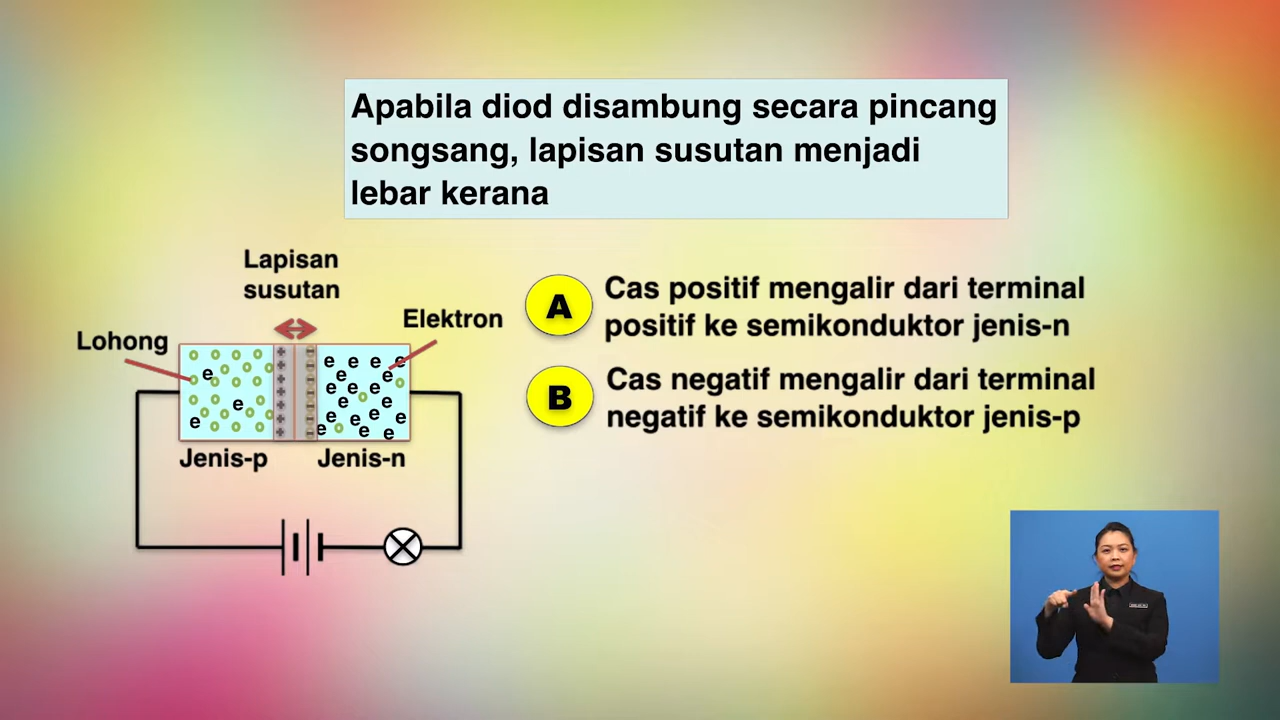 Apabila diod disambung secara pincang
songsang, lapisan susutan menjadi
lebar kerana
Lapisan
susutan
Lohong
Elektron
Jenis-p
Jenis-n
A
Cas positif mengalir dari terminal
positif ke semikonduktor jenis-n
B
Cas negatif mengalir dari terminal
negatif ke semikonduktor jenis-p